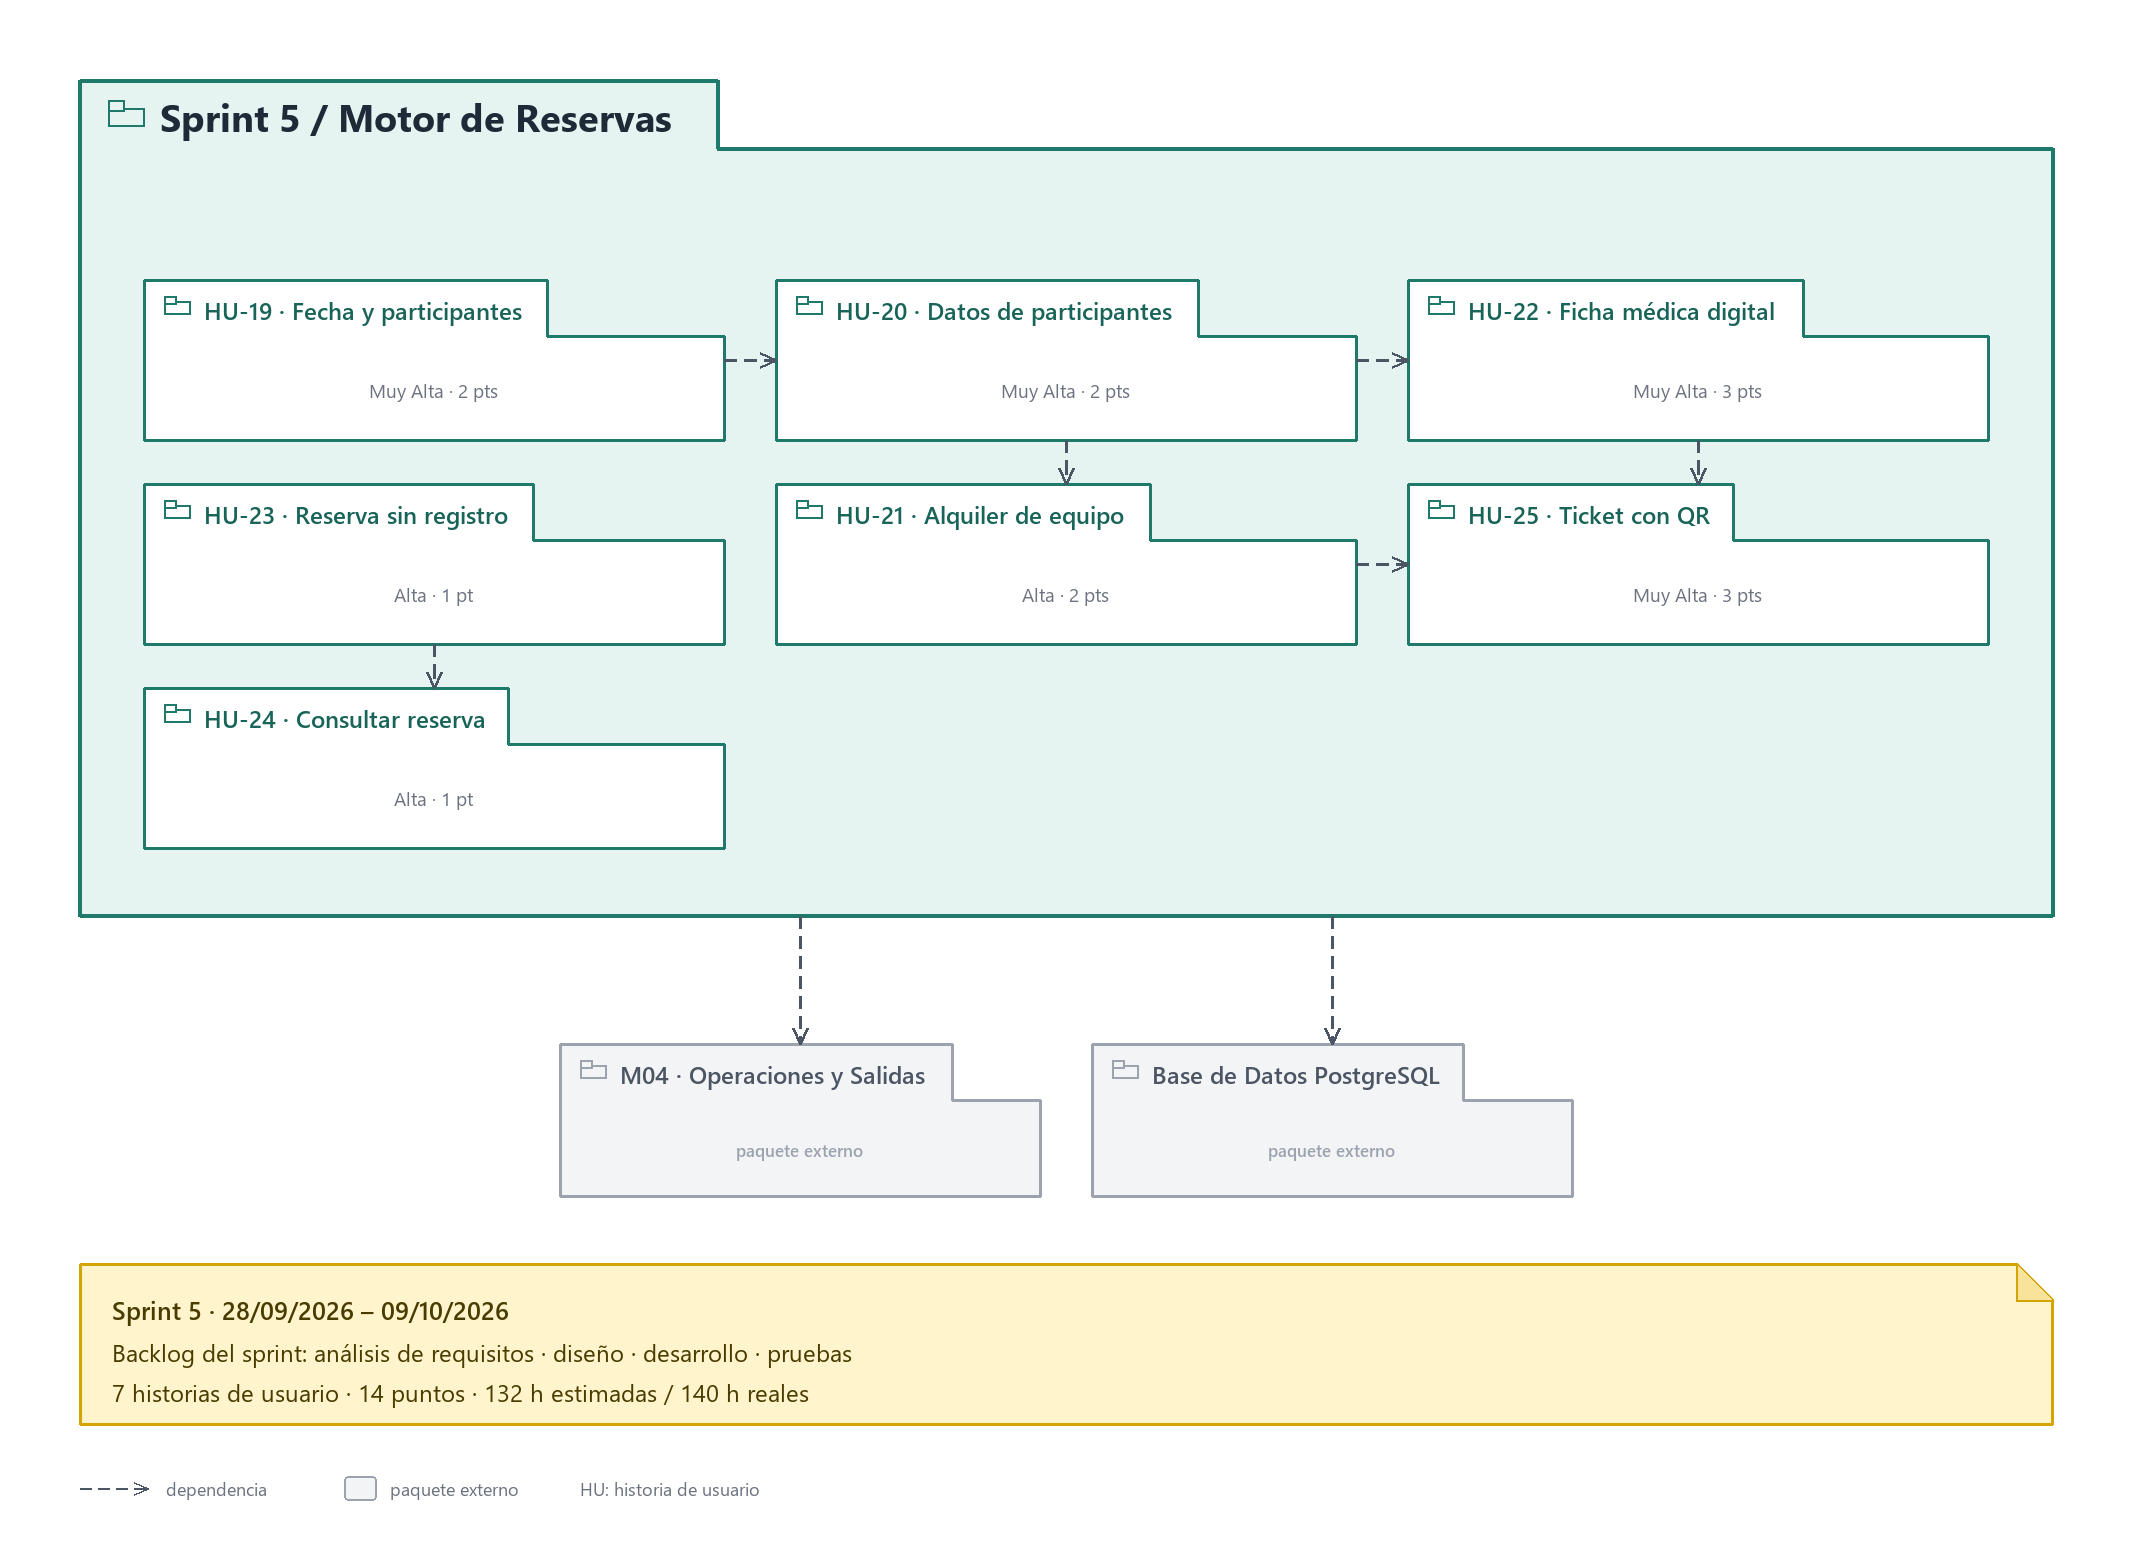 Sprint 5 / Motor de Reservas
HU-19 · Fecha y participantes
Muy Alta · 2 pts
HU-20 · Datos de participantes
Muy Alta · 2 pts
HU-22 · Ficha médica digital
Muy Alta · 3 pts
HU-23 · Reserva sin registro
Alta · 1 pt
HU-21 · Alquiler de equipo
Alta · 2 pts
HU-25 · Ticket con QR
Muy Alta · 3 pts
HU-24 · Consultar reserva
Alta · 1 pt
M04 · Operaciones y Salidas
paquete externo
Base de Datos PostgreSQL
paquete externo
Sprint 5 · 28/09/2026 – 09/10/2026
Backlog del sprint: análisis de requisitos · diseño · desarrollo · pruebas
7 historias de usuario · 14 puntos · 132 h estimadas / 140 h reales
dependencia
paquete externo
HU: historia de usuario